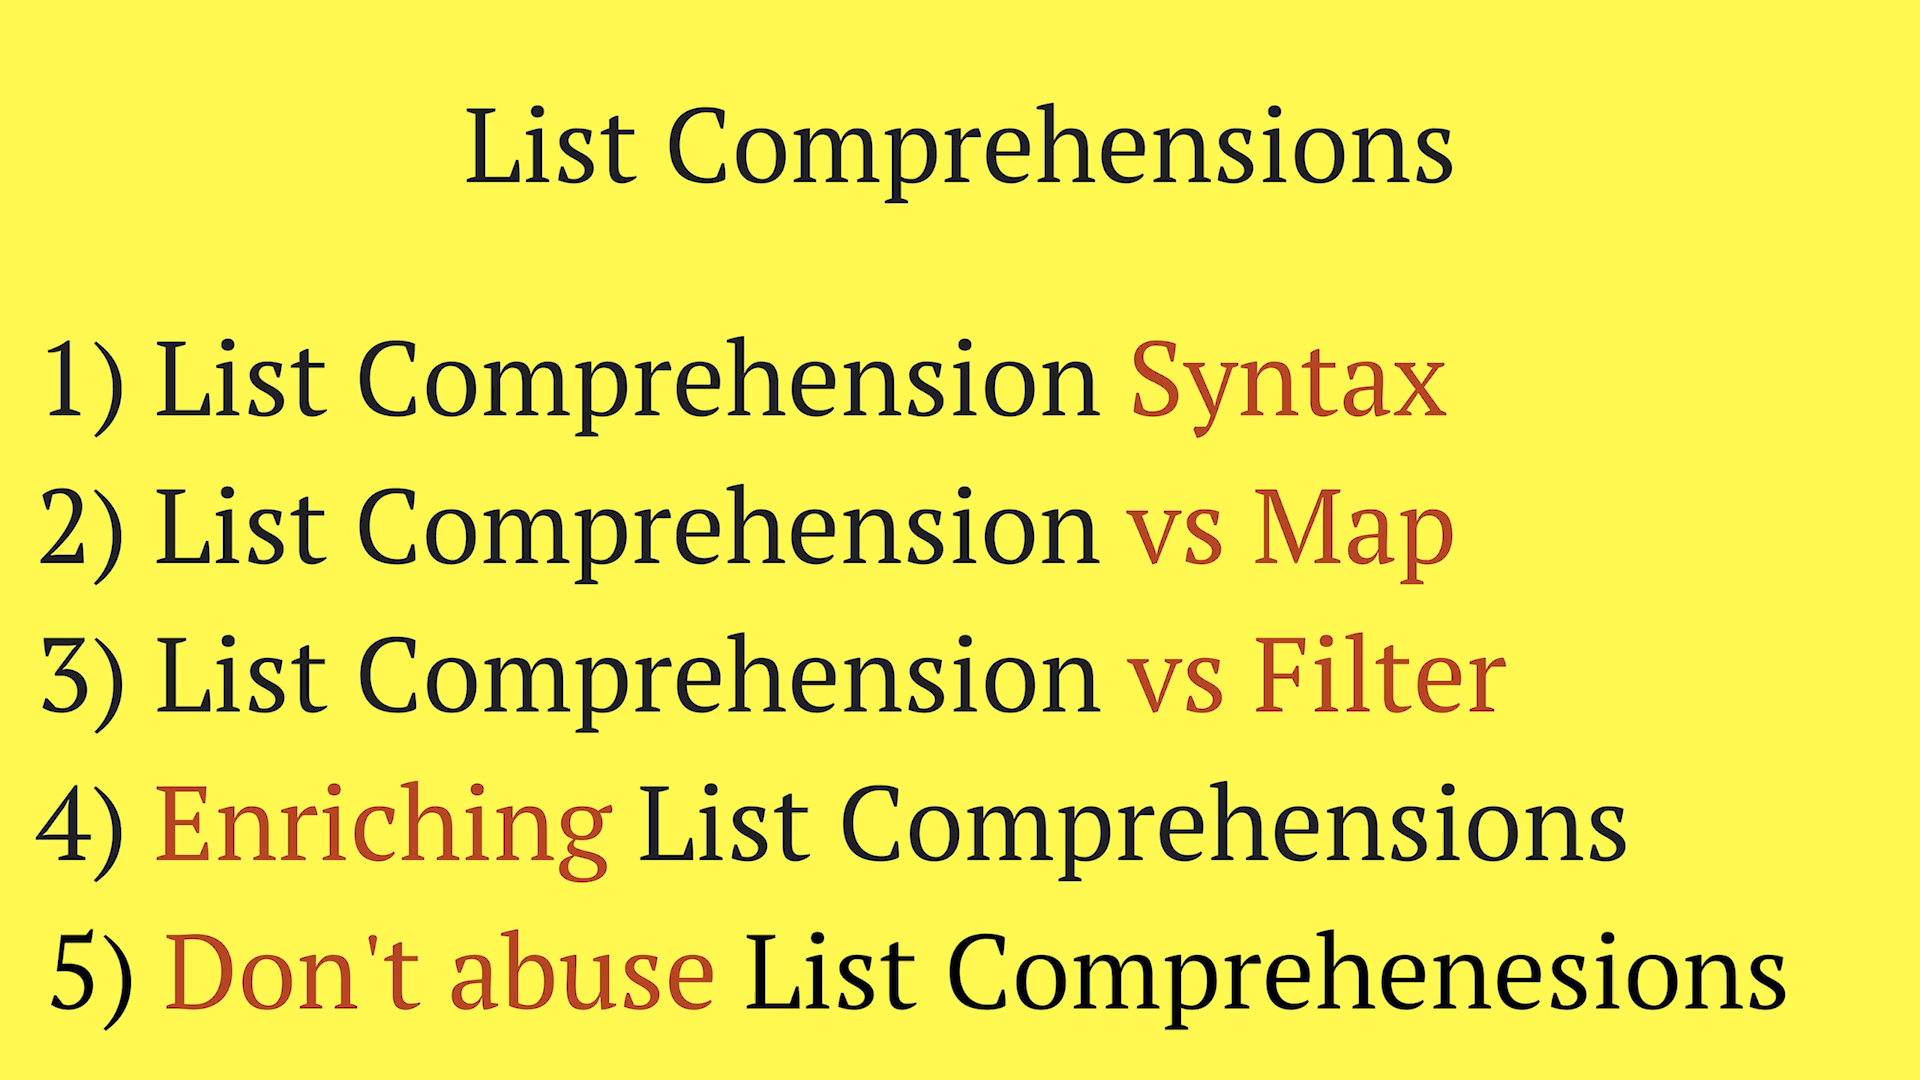 List Comprehensions
1) List Comprehension Syntax
2) List Comprehension vs Map
3) List Comprehension vs Filter
4) Enriching List Comprehensions
5) Don't abuse List Comprehenesions